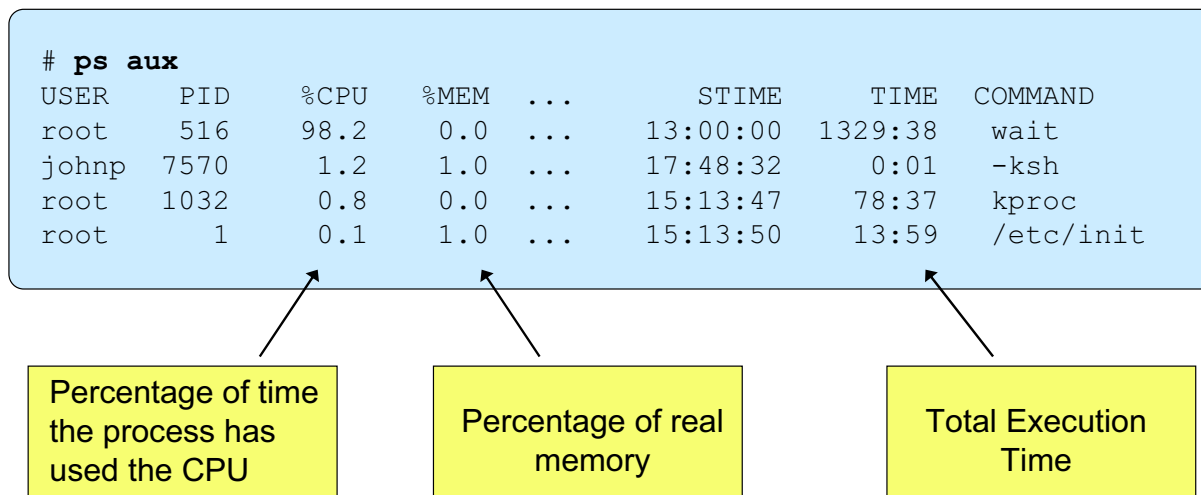 # ps aux
USER PID %CPU %MEM ... STIME TIME COMMAND
root 516 98.2 0.0 ... 13:00:00 1329:38 wait
johnp 7570 1.2 1.0 ... 17:48:32 0:01 -ksh
root 1032 0.8 0.0 ... 15:13:47 78:37 kproc
root 1 0.1 1.0 ... 15:13:50 13:59 /etc/init
Percentage of time
the process has
used the CPU
Percentage of real
memory
Total Execution
Time